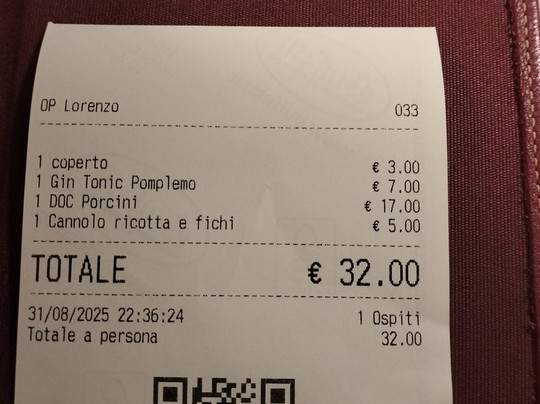 OP Lorenzo 033
1 coperto € 3.00
1 Gin Tonic Pompelmo € 7.00
1 DOC Porcini € 17.00
1 Cannolo ricotta e fichi € 5.00
TOTALE € 32.00
31/08/2025 22:36:24 1 Ospiti
Totale a persona 32.00